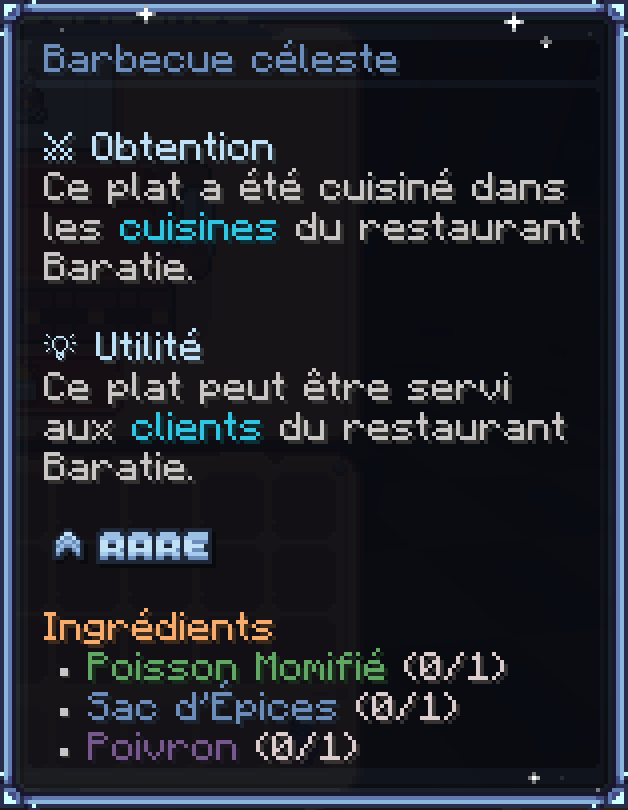 Barbecue céleste
Obtention
Ce plat a été cuisiné dans
les cuisines du restaurant
Baratie.
Utilité
Ce plat peut être servi
aux clients du restaurant
Baratie.
RARE
Ingrédients
▪ Poisson Momifié (0/1)
▪ Sac d'Épices (0/1)
▪ Poivron (0/1)